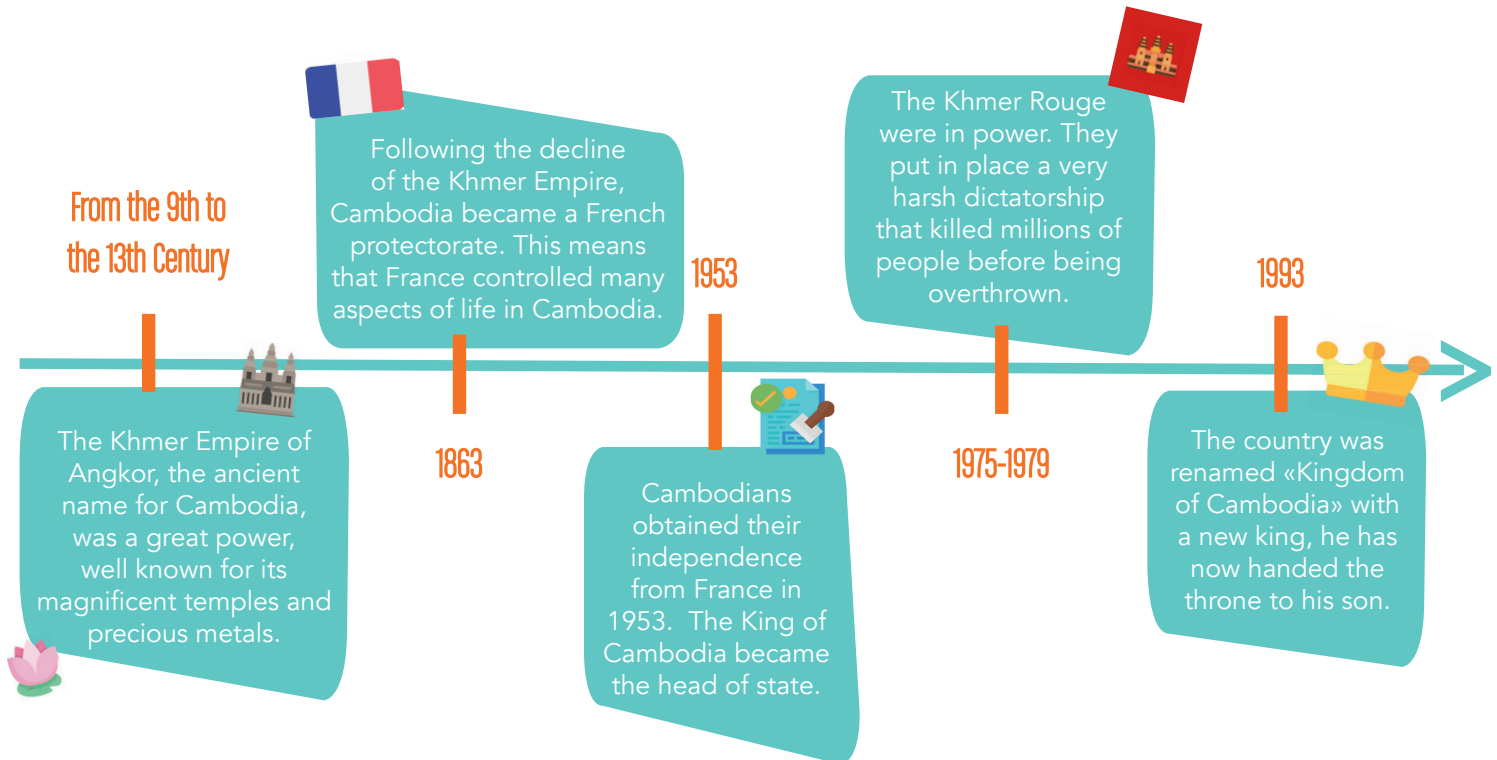 From the 9th to
the 13th Century
The Khmer Empire of
Angkor, the ancient
name for Cambodia,
was a great power,
well known for its
magnificent temples and
precious metals.
Following the decline
of the Khmer Empire,
Cambodia became a French
protectorate. This means
that France controlled many
aspects of life in Cambodia.
1863
1953
Cambodians
obtained their
independence
from France in
1953. The King of
Cambodia became
the head of state.
The Khmer Rouge
were in power. They
put in place a very
harsh dictatorship
that killed millions of
people before being
overthrown.
1975-1979
1993
The country was
renamed «Kingdom
of Cambodia» with
a new king, he has
now handed the
throne to his son.